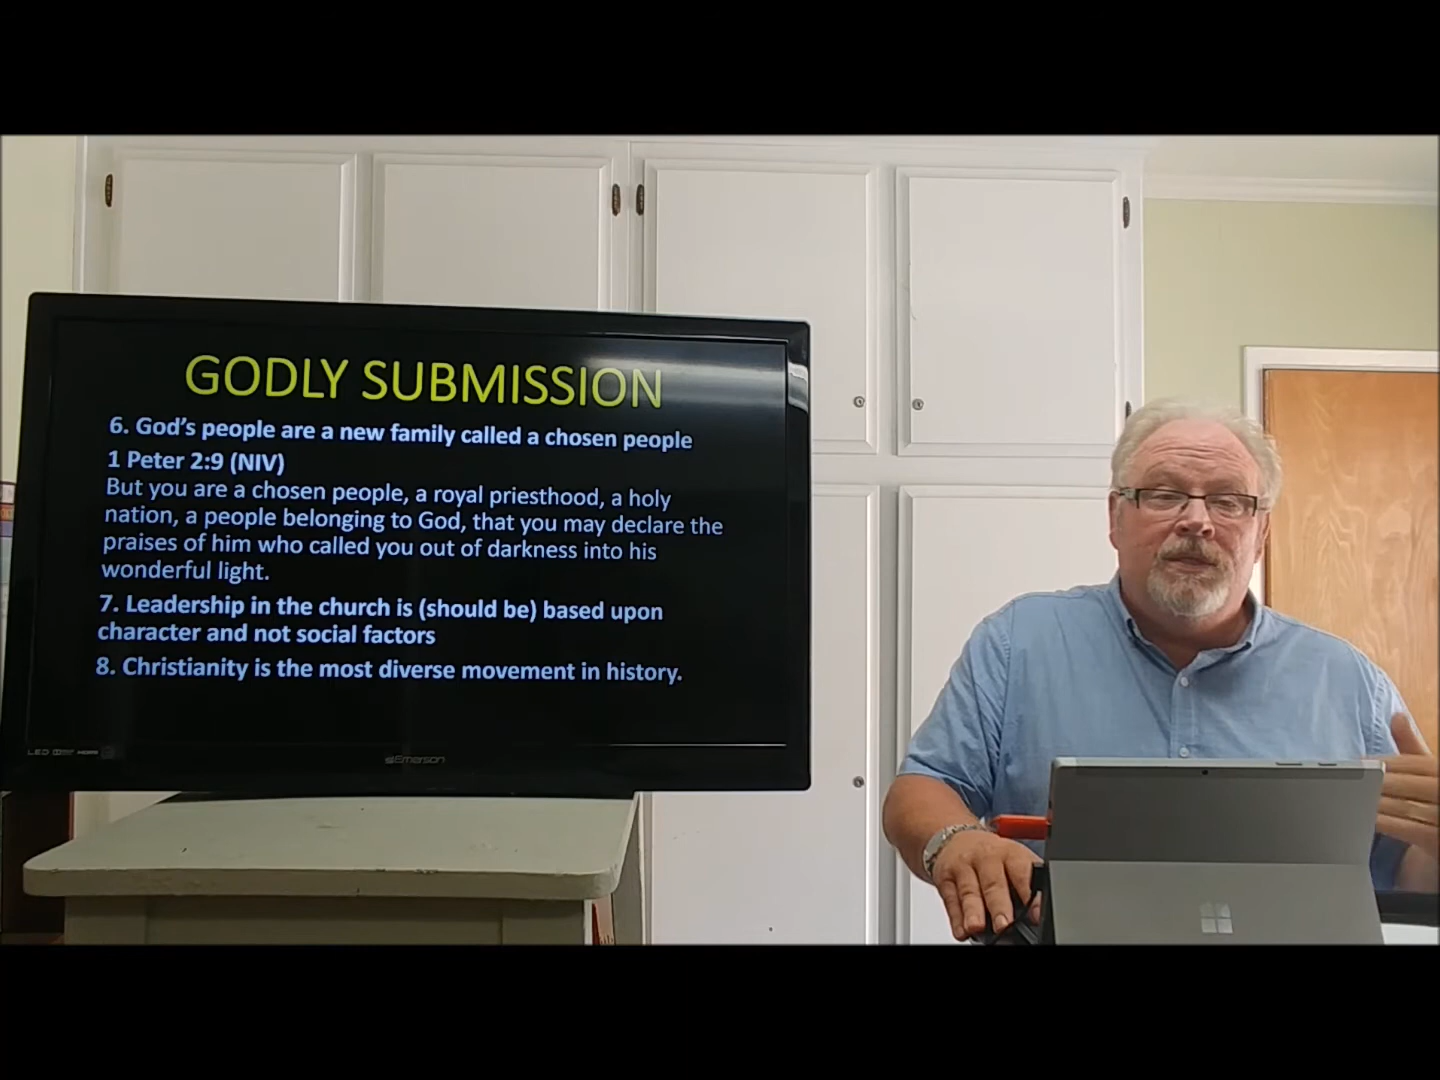 GODLY SUBMISSION
6. God's people are a new family called a chosen people
1 Peter 2:9 (NIV)
But you are a chosen people, a royal priesthood, a holy
nation, a people belonging to God, that you may declare the
praises of him who called you out of darkness into his
wonderful light.
7. Leadership in the church is (should be) based upon
character and not social factors
8. Christianity is the most diverse movement in history.
LED
HDMI
Emerson